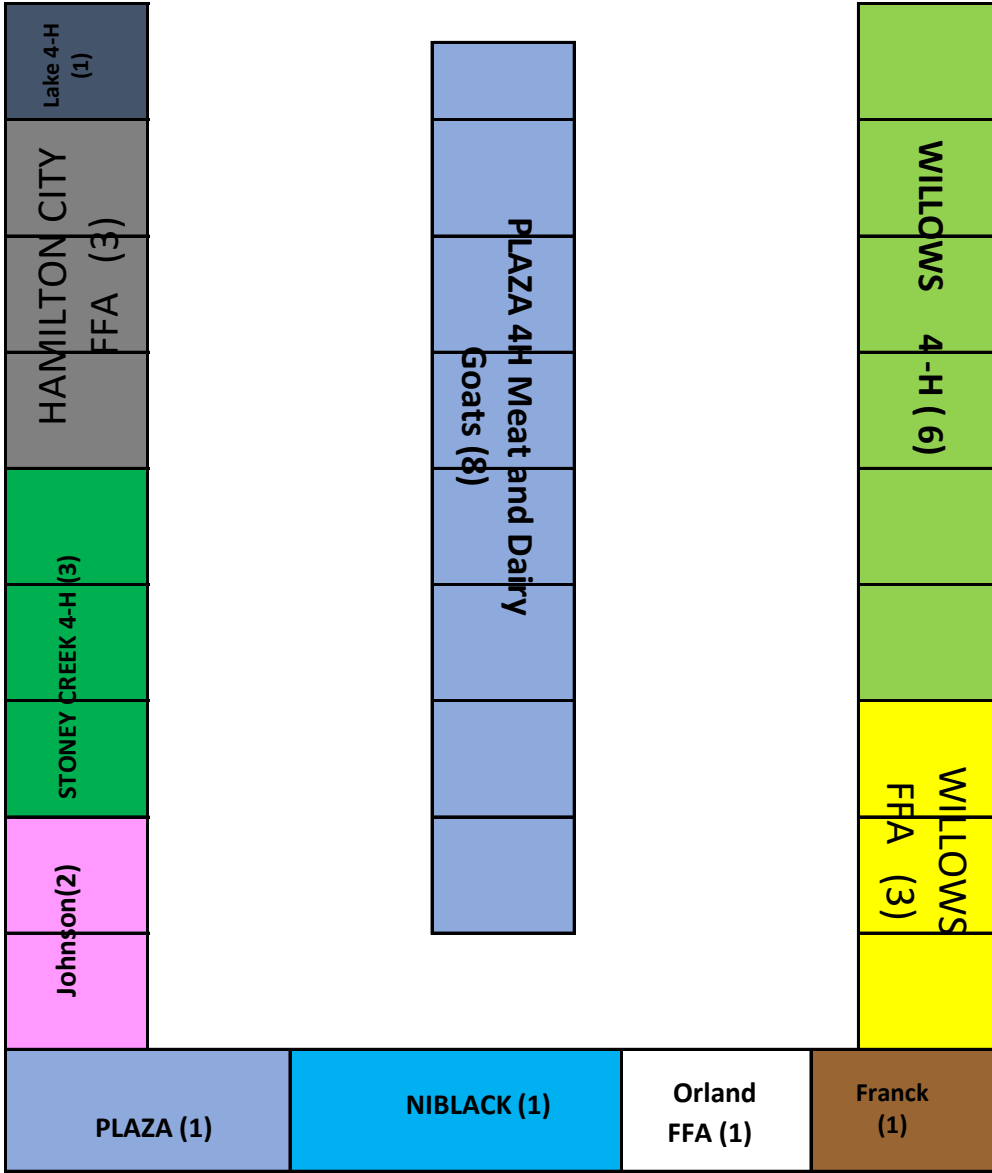 Lake 4-H
(1)
HAMILTON CITY
FFA (3)
STONEY CREEK 4-H (3)
Johnson(2)
PLAZA 4H Meat and Dairy
Goats (8)
WILLOWS 4-H ( 6)
WILLOWS
FFA (3)
PLAZA (1)
NIBLACK (1)
Orland
FFA (1)
Franck
(1)